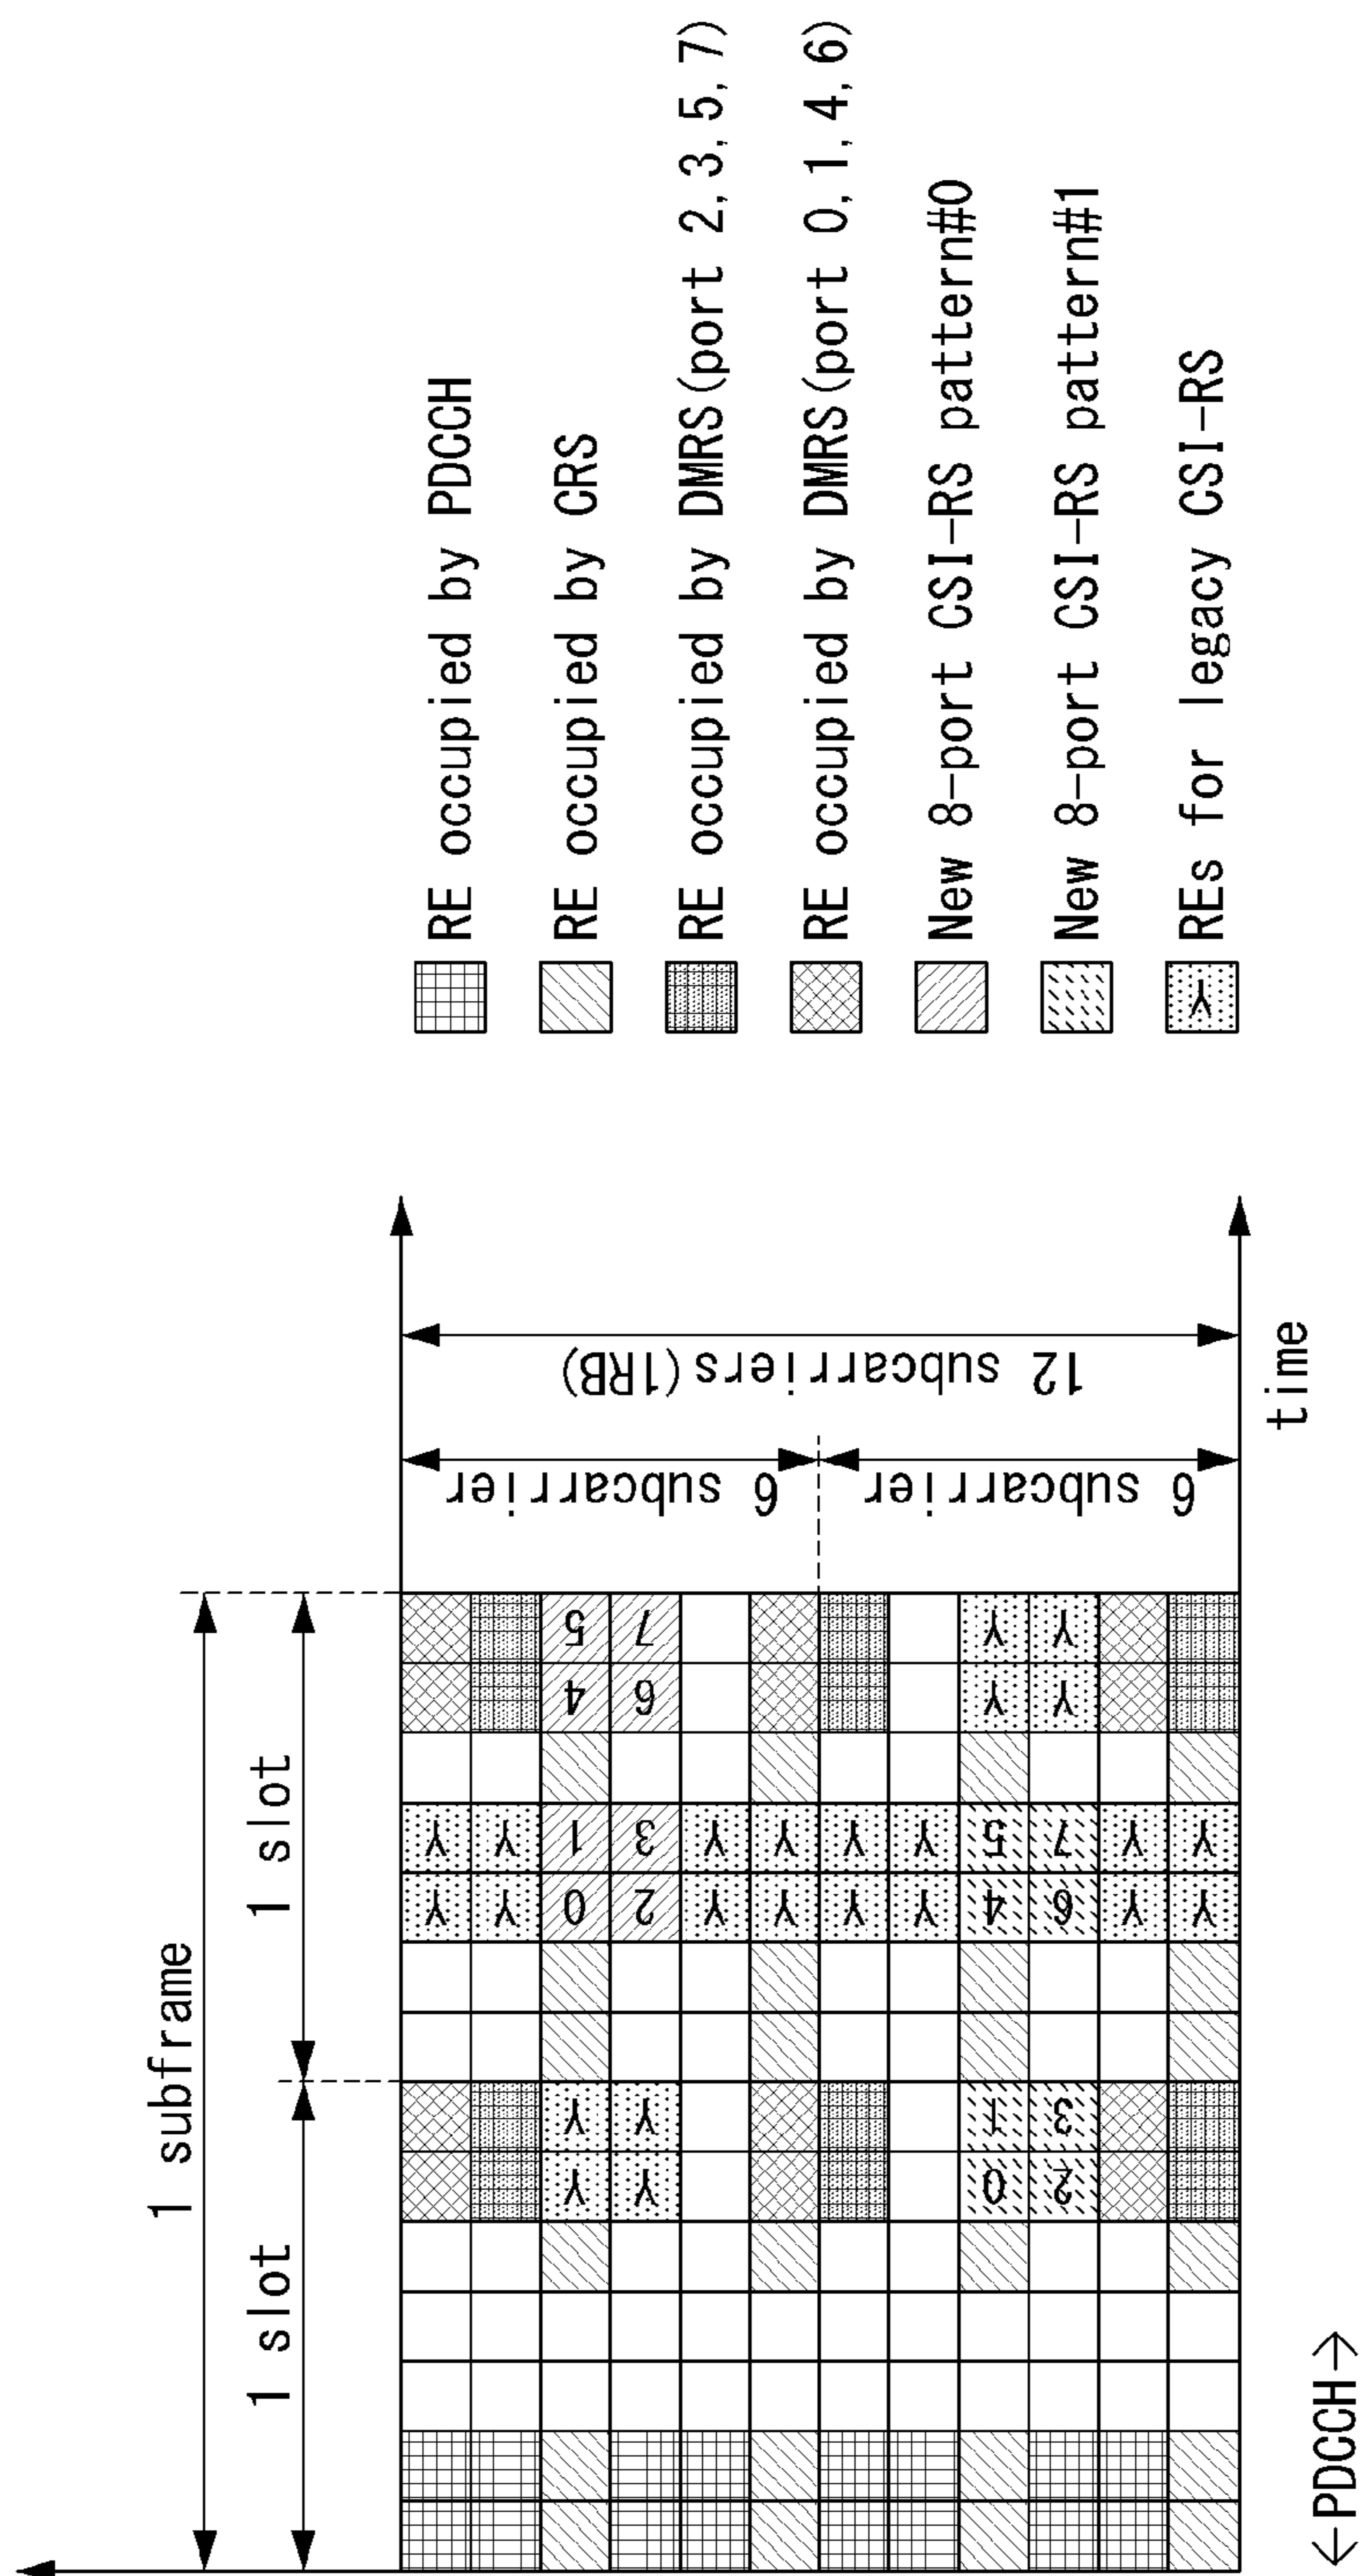 1 subframe
1 slot
1 slot
Y Y
Y Y
Y Y 0 1 4 5
Y Y 2 3 6 7
Y Y
Y Y
Y Y
Y Y
0 1 4 5 Y Y
2 3 6 7 Y Y
Y Y
Y Y
6 subcarrier
6 subcarrier
12 subcarriers(1RB)
time
←PDCCH→
RE occupied by PDCCH
RE occupied by CRS
RE occupied by DMRS(port 2, 3, 5, 7)
RE occupied by DMRS(port 0, 1, 4, 6)
New 8-port CSI-RS pattern#0
New 8-port CSI-RS pattern#1
Y REs for legacy CSI-RS